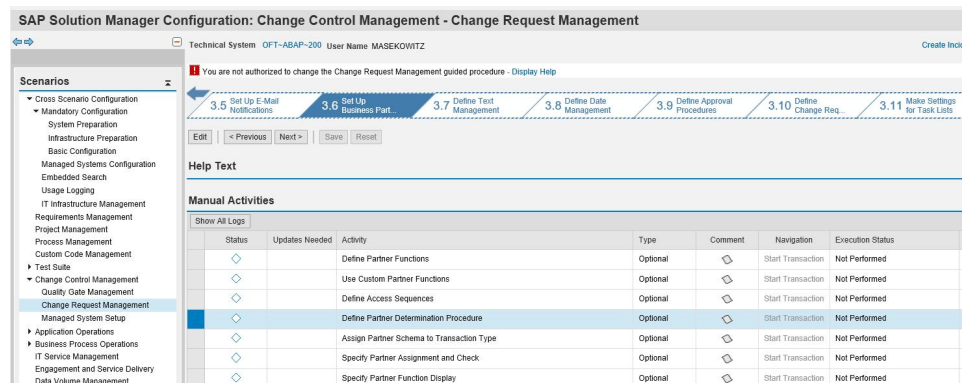 SAP Solution Manager Configuration: Change Control Management - Change Request Management
Technical System OFT~ABAP~200 User Name MASEKOWITZ
Create Inci
! You are not authorized to change the Change Request Management guided procedure - Display Help
Scenarios
Cross Scenario Configuration
Mandatory Configuration
System Preparation
Infrastructure Preparation
Basic Configuration
Managed Systems Configuration
Embedded Search
Usage Logging
IT Infrastructure Management
Requirements Management
Project Management
Process Management
Custom Code Management
Test Suite
Change Control Management
Quality Gate Management
Change Request Management
Managed System Setup
Application Operations
Business Process Operations
IT Service Management
Engagement and Service Delivery
Data Volume Management
3.5 Set Up E-Mail Notifications
3.6 Set Up Business Part...
3.7 Define Text Management
3.8 Define Date Management
3.9 Define Approval Procedures
3.10 Define Change Req...
3.11 Make Settings for Task Lists
Edit < Previous Next > Save Reset
Help Text
Manual Activities
Show All Logs
Status Updates Needed Activity Type Comment Navigation Execution Status
Define Partner Functions Optional Start Transaction Not Performed
Use Custom Partner Functions Optional Start Transaction Not Performed
Define Access Sequences Optional Start Transaction Not Performed
Define Partner Determination Procedure Optional Start Transaction Not Performed
Assign Partner Schema to Transaction Type Optional Start Transaction Not Performed
Specify Partner Assignment and Check Optional Start Transaction Not Performed
Specify Partner Function Display Optional Start Transaction Not Performed